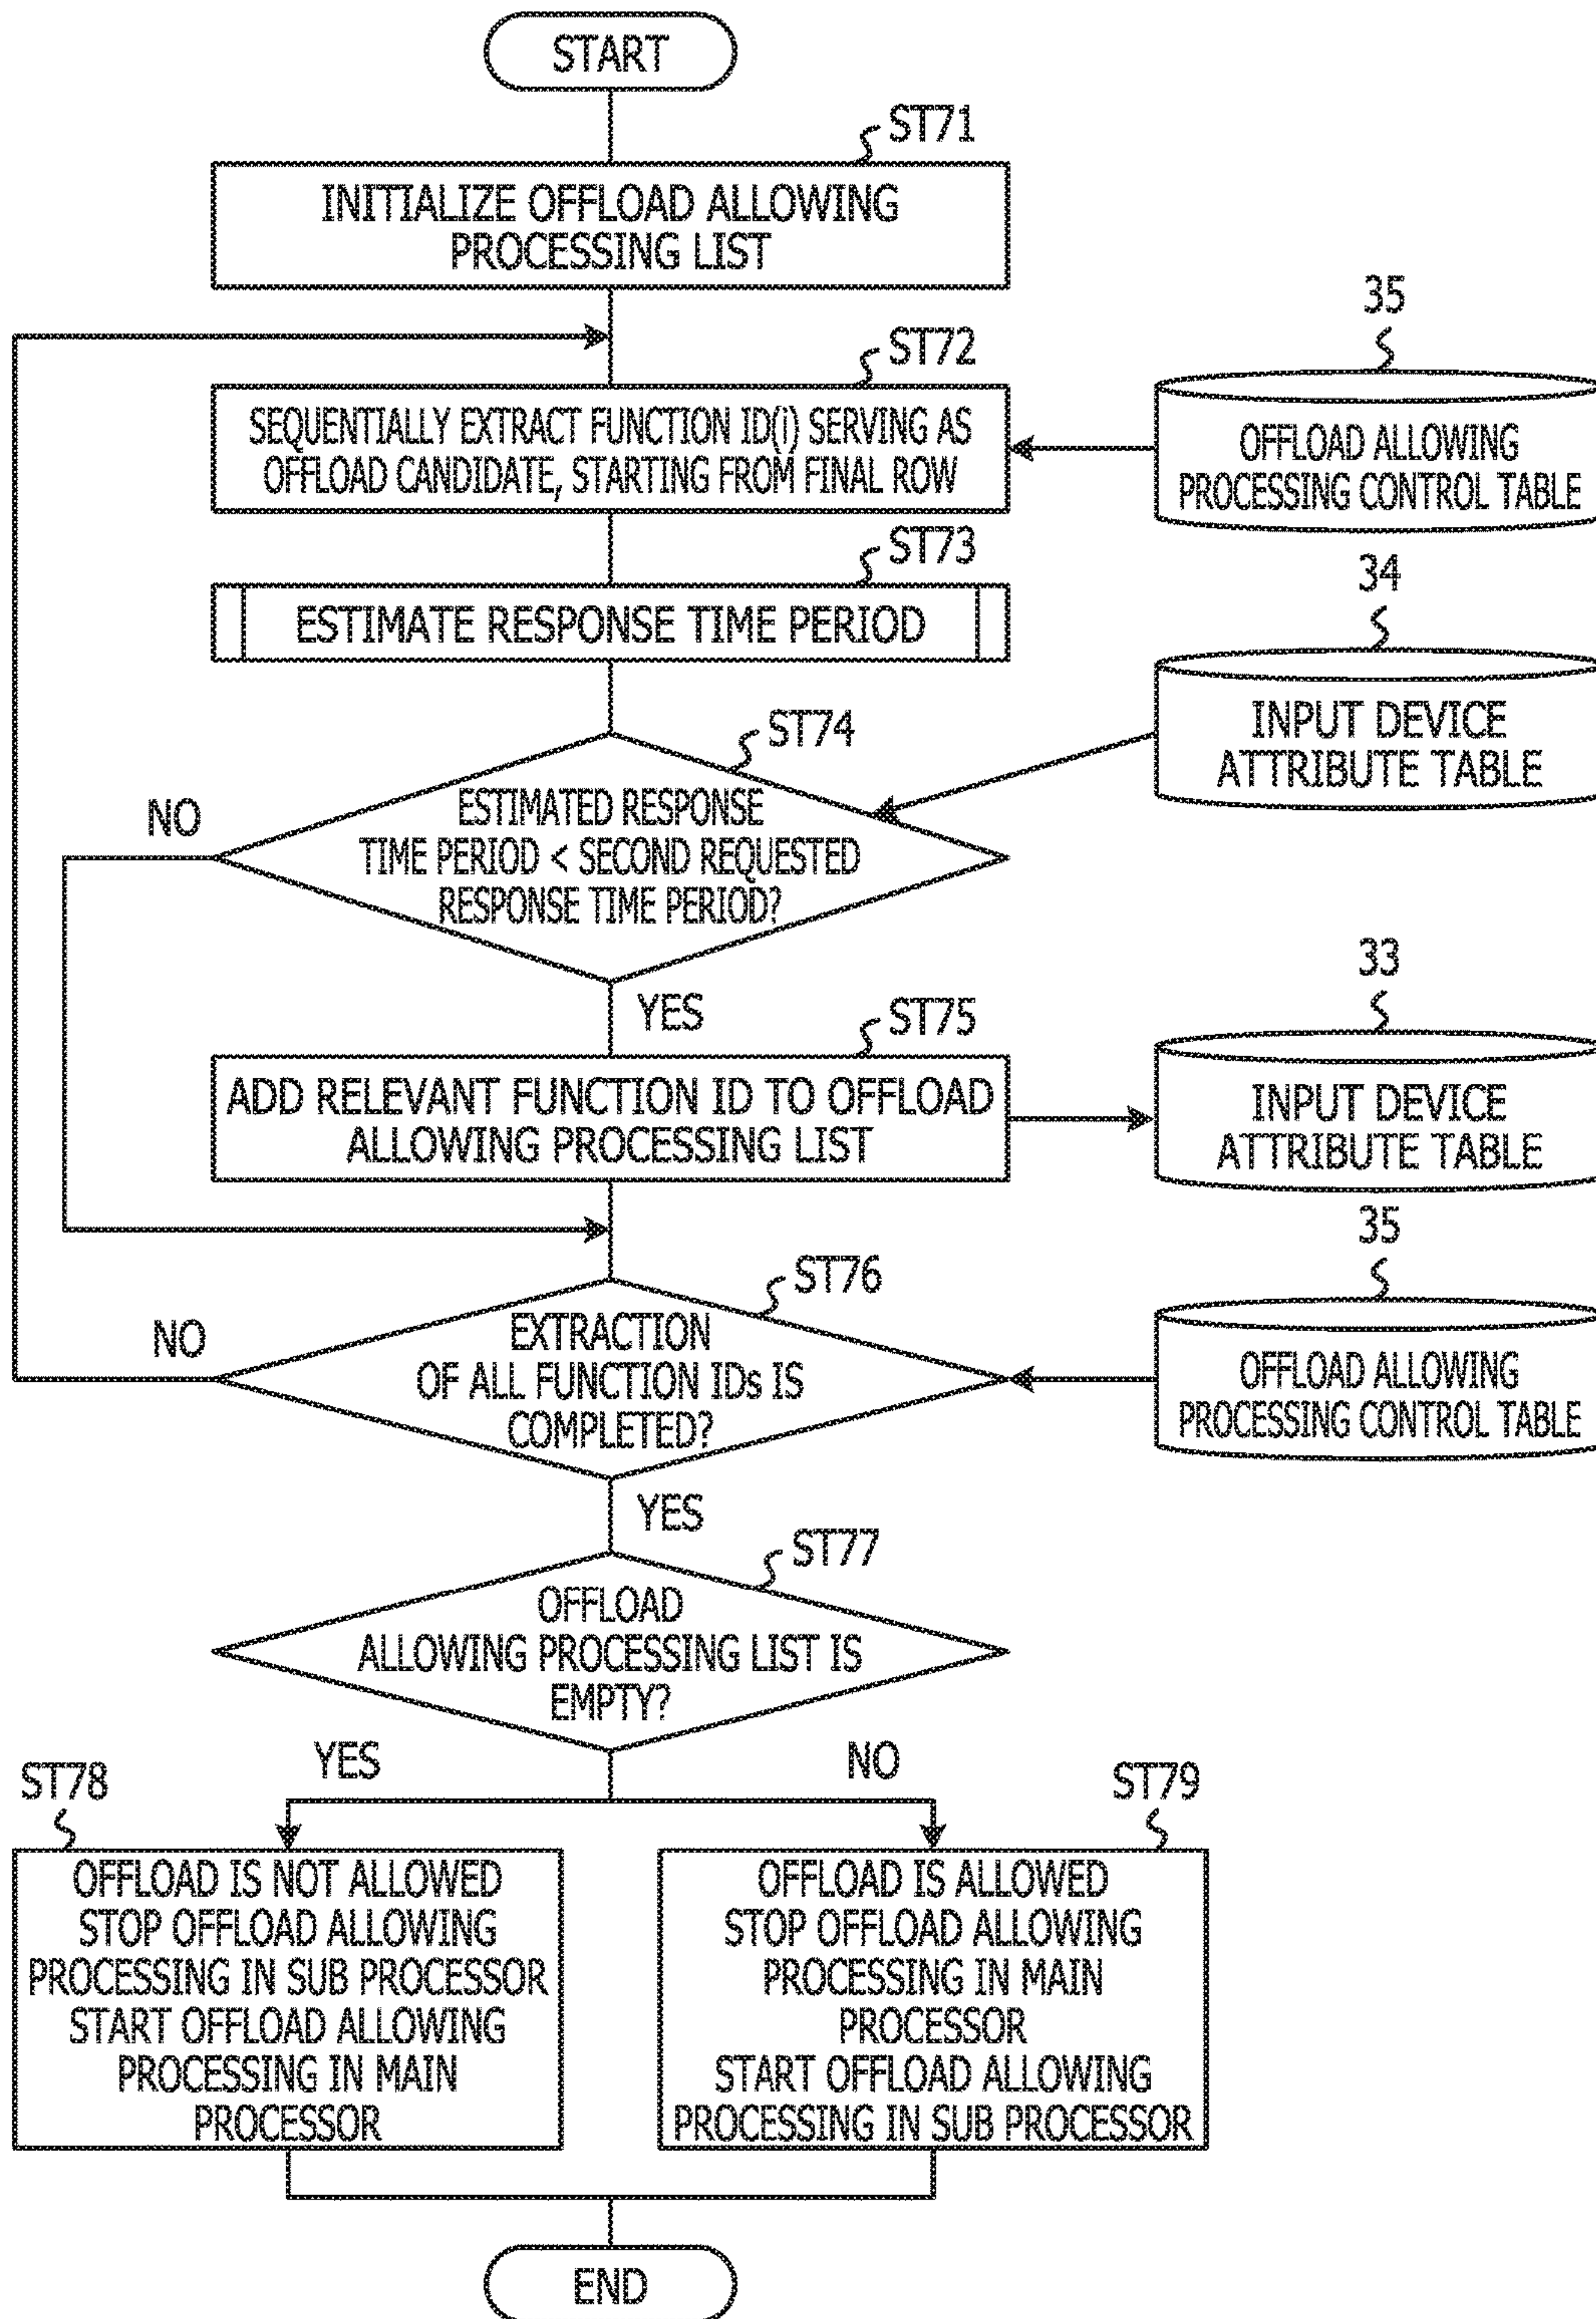 START
ST71
INITIALIZE OFFLOAD ALLOWING
PROCESSING LIST
35
ST72
SEQUENTIALLY EXTRACT FUNCTION ID(i) SERVING AS
OFFLOAD CANDIDATE, STARTING FROM FINAL ROW
OFFLOAD ALLOWING
PROCESSING CONTROL TABLE
ST73
ESTIMATE RESPONSE TIME PERIOD
34
INPUT DEVICE
ATTRIBUTE TABLE
ST74
ESTIMATED RESPONSE
TIME PERIOD < SECOND REQUESTED
RESPONSE TIME PERIOD?
NO
YES
33
ST75
ADD RELEVANT FUNCTION ID TO OFFLOAD
ALLOWING PROCESSING LIST
INPUT DEVICE
ATTRIBUTE TABLE
35
ST76
EXTRACTION
OF ALL FUNCTION IDs IS
COMPLETED?
NO
OFFLOAD ALLOWING
PROCESSING CONTROL TABLE
YES
ST77
OFFLOAD
ALLOWING PROCESSING LIST IS
EMPTY?
YES
NO
ST78
OFFLOAD IS NOT ALLOWED
STOP OFFLOAD ALLOWING
PROCESSING IN SUB PROCESSOR
START OFFLOAD ALLOWING
PROCESSING IN MAIN
PROCESSOR
ST79
OFFLOAD IS ALLOWED
STOP OFFLOAD ALLOWING
PROCESSING IN MAIN
PROCESSOR
START OFFLOAD ALLOWING
PROCESSING IN SUB PROCESSOR
END